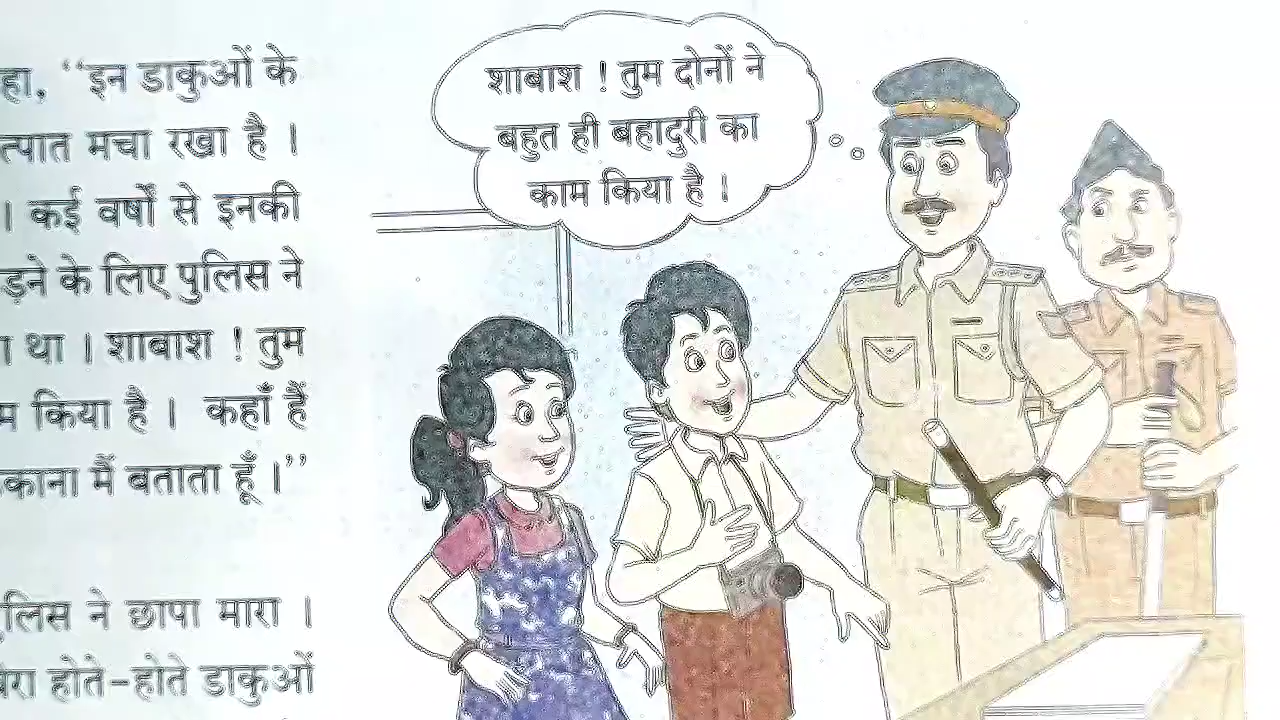 हा, “इन डाकुओं के
त्पात मचा रखा है ।
। कई वर्षों से इनकी
ड़ने के लिए पुलिस ने
था । शाबाश ! तुम
म किया है । कहाँ हैं
काना मैं बताता हूँ ।”
लिस ने छापा मारा ।
होते-होते डाकुओं
शाबाश ! तुम दोनों ने
बहुत ही बहादुरी का
काम किया है ।